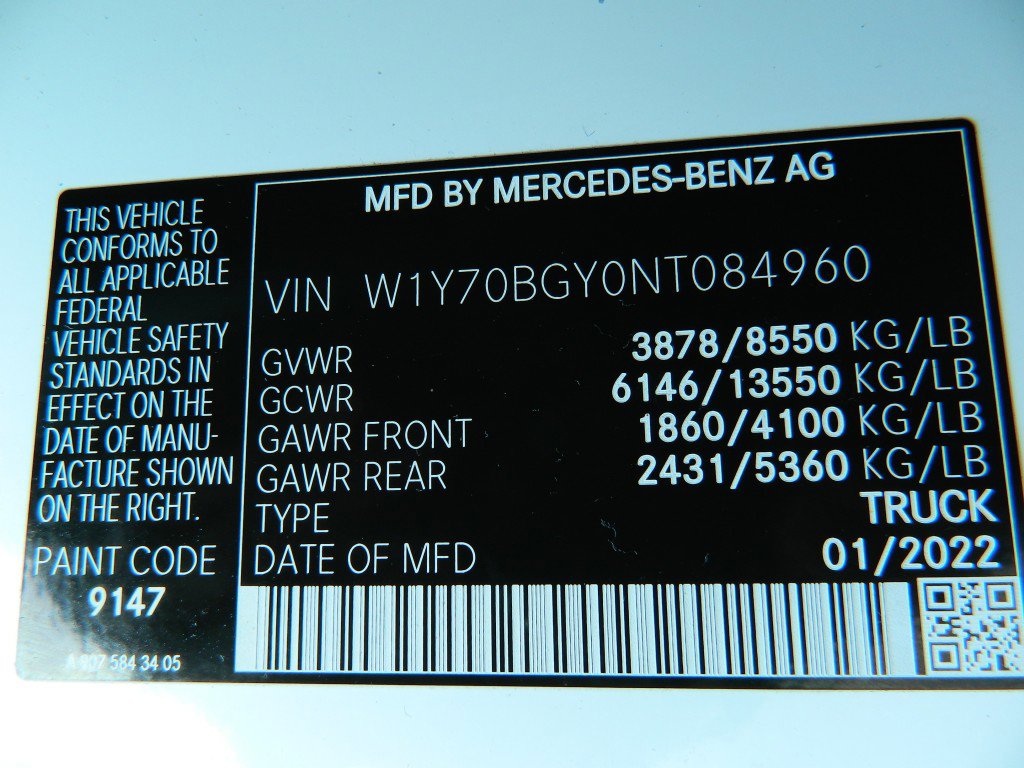 MFD BY MERCEDES-BENZ AG
THIS VEHICLE
CONFORMS TO
ALL APPLICABLE
FEDERAL
VEHICLE SAFETY
STANDARDS IN
EFFECT ON THE
DATE OF MANU-
FACTURE SHOWN
ON THE RIGHT.
PAINT CODE
9147
A 907 584 34 05
VIN W1Y70BGY0NT084960
GVWR 3878/8550 KG/LB
GCWR 6146/13550 KG/LB
GAWR FRONT 1860/4100 KG/LB
GAWR REAR 2431/5360 KG/LB
TYPE TRUCK
DATE OF MFD 01/2022